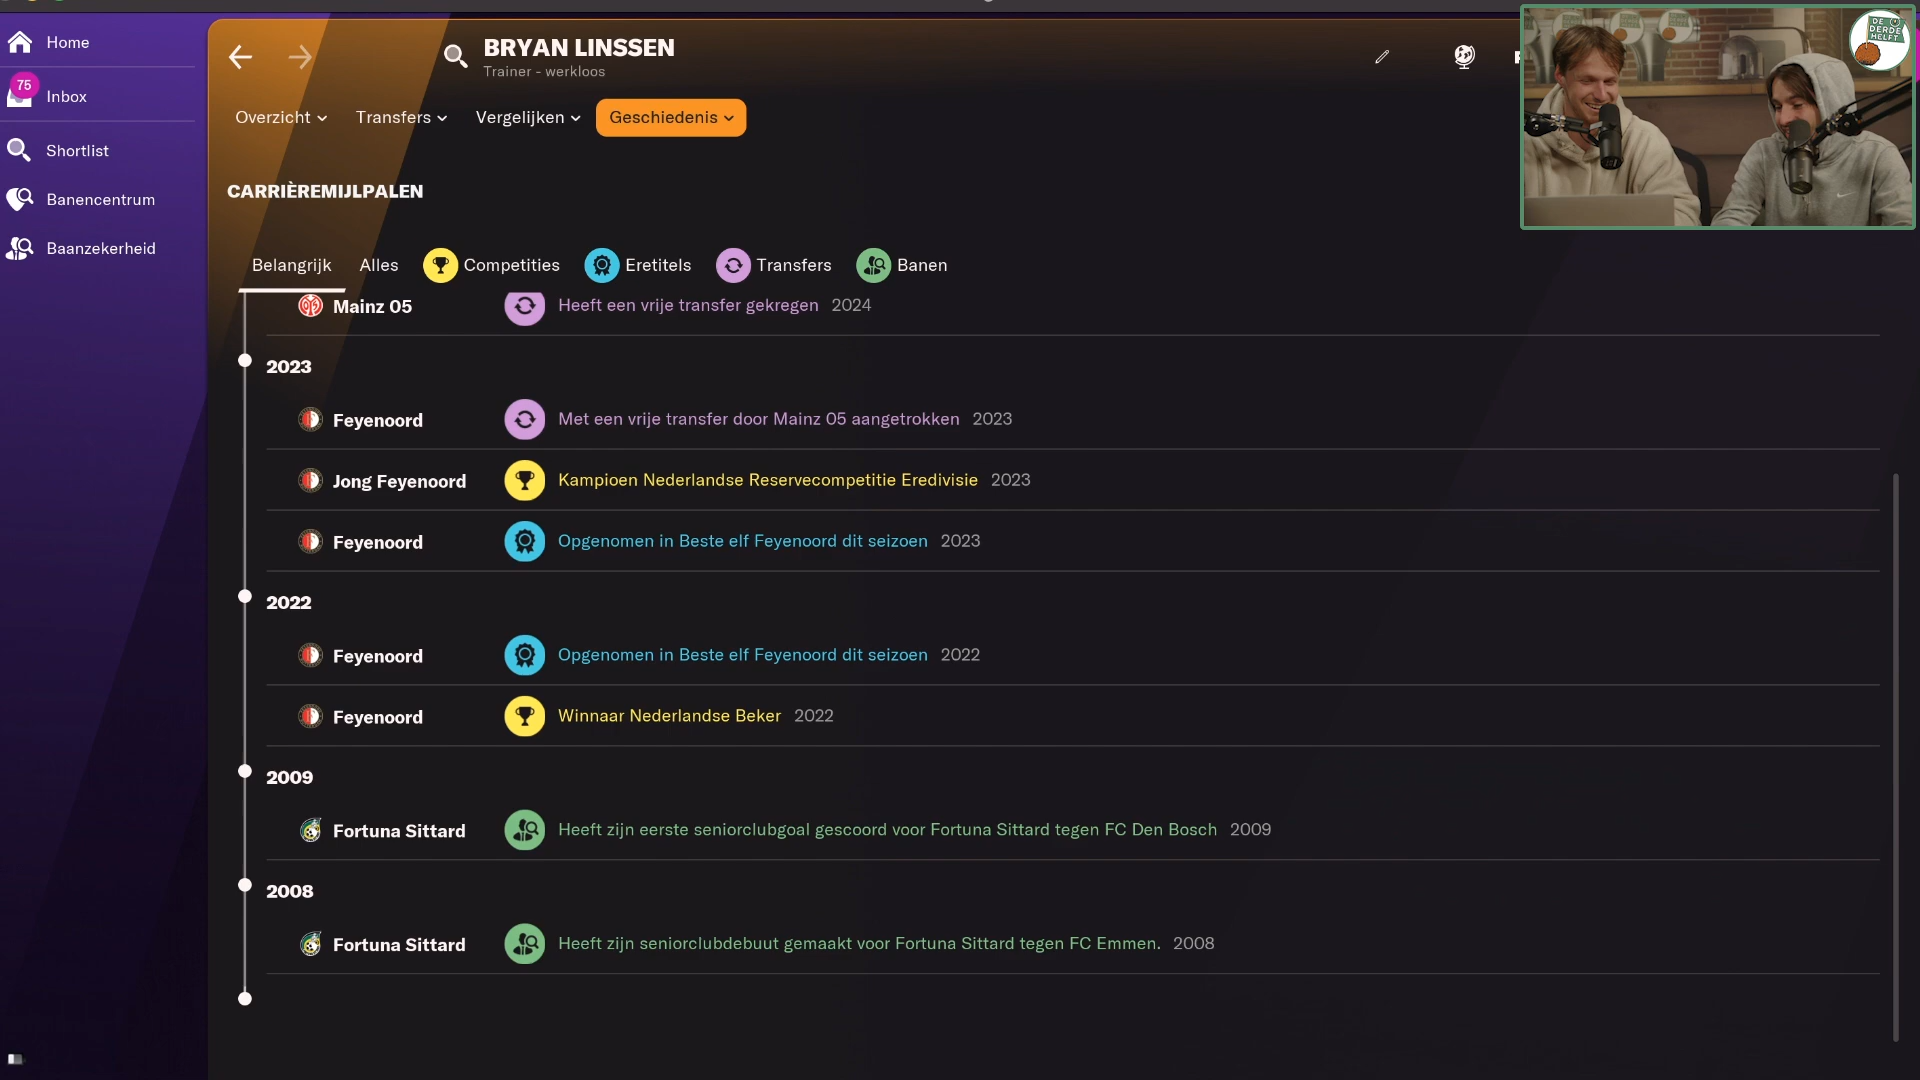 BRYAN LINSSEN
Trainer - werkloos
Home
75
Inbox
Shortlist
Banencentrum
Baanzekerheid
Overzicht
Transfers
Vergelijken
Geschiedenis
CARRIÈREMIJLPALEN
Belangrijk
Alles
Competities
Eretitels
Transfers
Banen
Mainz 05 Heeft een vrije transfer gekregen 2024
2023
Feyenoord Met een vrije transfer door Mainz 05 aangetrokken 2023
Jong Feyenoord Kampioen Nederlandse Reservecompetitie Eredivisie 2023
Feyenoord Opgenomen in Beste elf Feyenoord dit seizoen 2023
2022
Feyenoord Opgenomen in Beste elf Feyenoord dit seizoen 2022
Feyenoord Winnaar Nederlandse Beker 2022
2009
Fortuna Sittard Heeft zijn eerste seniorclubgoal gescoord voor Fortuna Sittard tegen FC Den Bosch 2009
2008
Fortuna Sittard Heeft zijn seniorclubdebuut gemaakt voor Fortuna Sittard tegen FC Emmen. 2008
DE
DERDE
HELFT